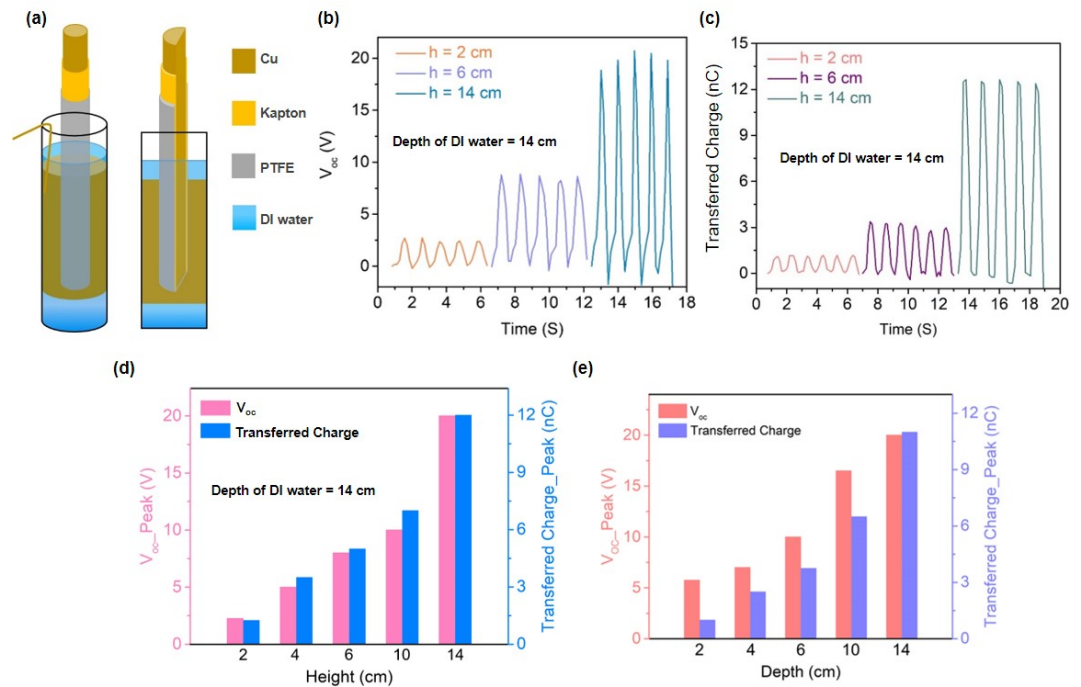 (a)
Cu
Kapton
PTFE
DI water
(b)
h = 2 cm
h = 6 cm
h = 14 cm
Depth of DI water = 14 cm
V_oc (V)
20
15
10
5
0
0 2 4 6 8 10 12 14 16 18
Time (S)
(c)
h = 2 cm
h = 6 cm
h = 14 cm
Depth of DI water = 14 cm
Transferred Charge (nC)
15
12
9
6
3
0
0 2 4 6 8 10 12 14 16 18 20
Time (S)
(d)
V_oc
Transferred Charge
Depth of DI water = 14 cm
V_oc_Peak (V)
20
15
10
5
0
2 4 6 10 14
Height (cm)
12
9
6
3
0
Transferred Charge_Peak (nC)
(e)
V_oc
Transferred Charge
V_oc_Peak (V)
20
15
10
5
0
2 4 6 10 14
Depth (cm)
12
9
6
3
0
Transferred Charge_Peak (nC)